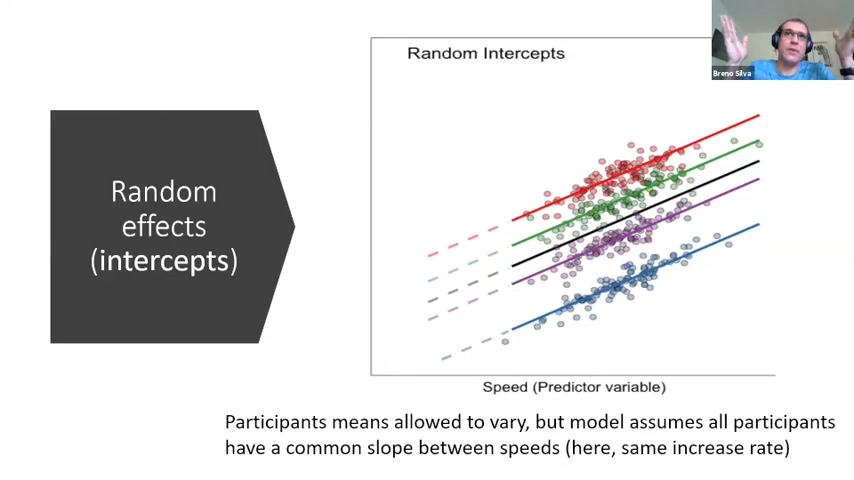 Random Intercepts
Breno Silva
Random
effects
(intercepts)
Speed (Predictor variable)
Participants means allowed to vary, but model assumes all participants
have a common slope between speeds (here, same increase rate)